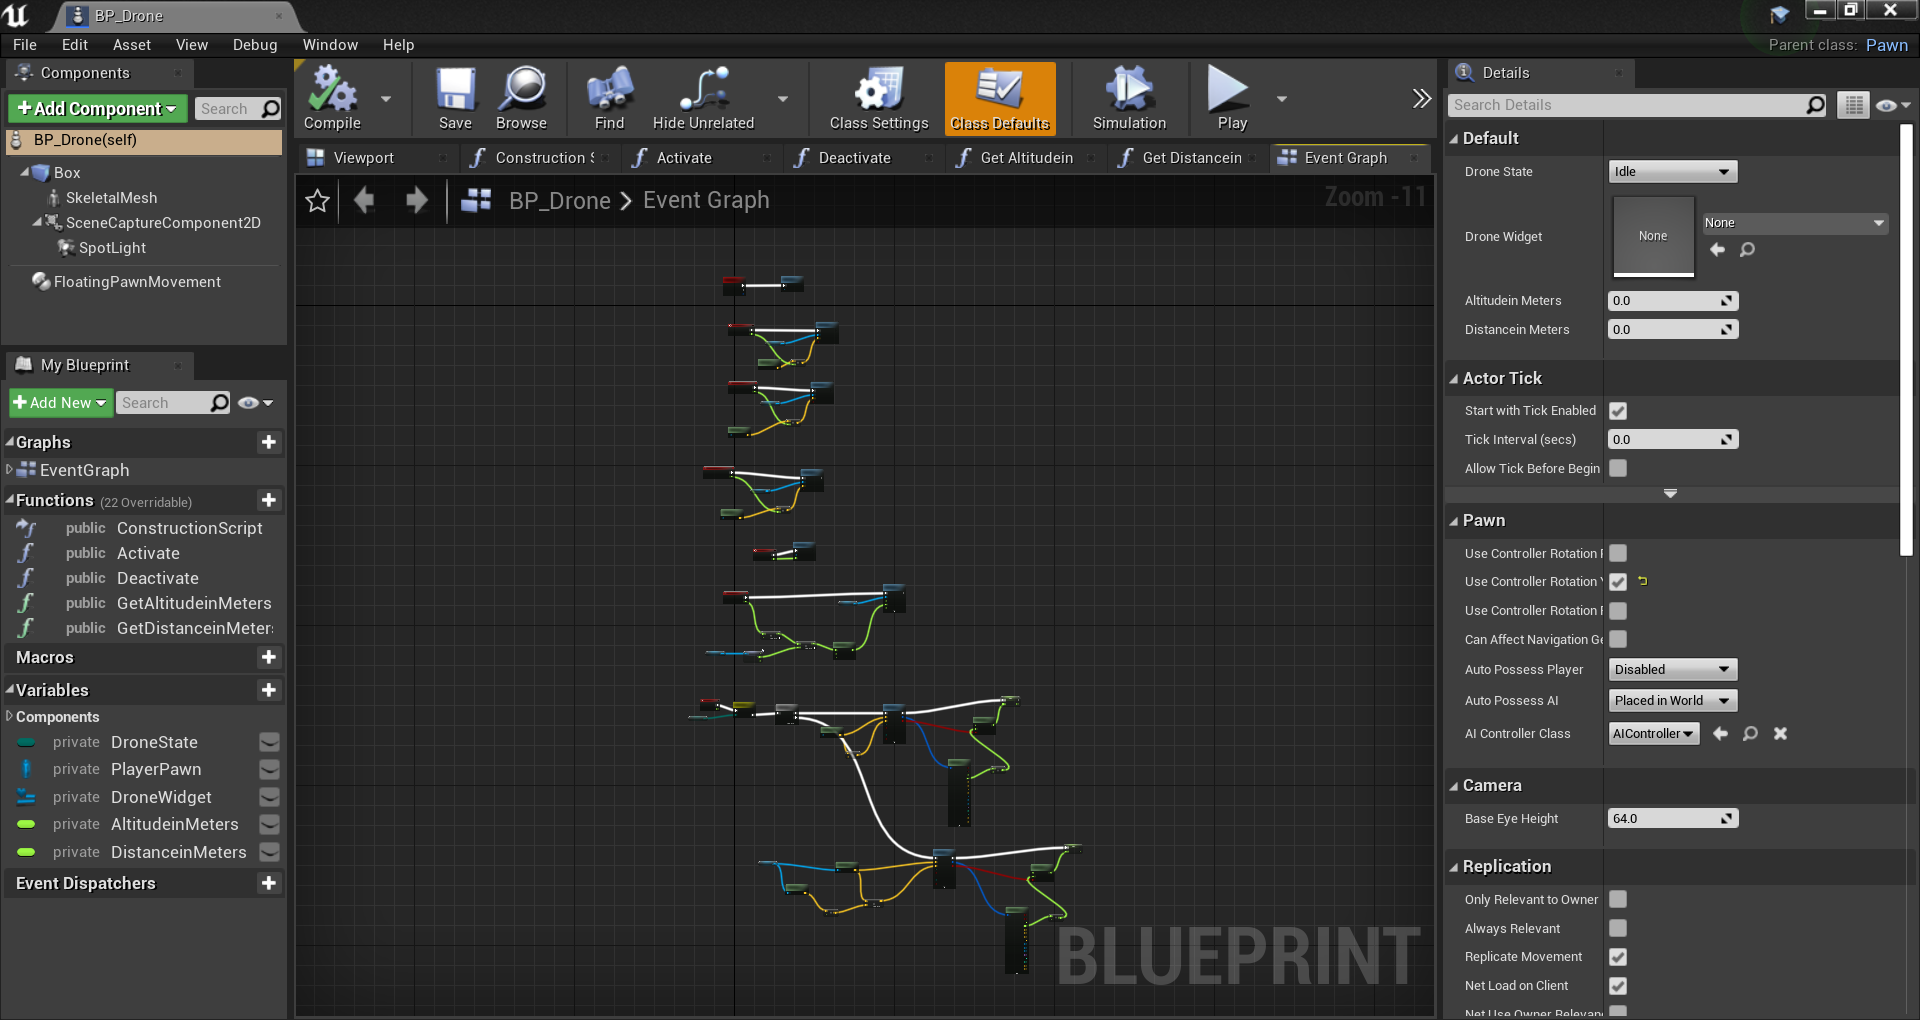 BP_Drone
File Edit Asset View Debug Window Help
Parent class: Pawn
Components
Add Component
Search
BP_Drone(self)
Box
SkeletalMesh
SceneCaptureComponent2D
SpotLight
FloatingPawnMovement
My Blueprint
Add New
Search
Graphs
EventGraph
Functions (22 Overridable)
public ConstructionScript
public Activate
public Deactivate
public GetAltitudeinMeters
public GetDistanceinMeter
Macros
Variables
Components
private DroneState
private PlayerPawn
private DroneWidget
private AltitudeinMeters
private DistanceinMeters
Event Dispatchers
Compile
Save
Browse
Find
Hide Unrelated
Class Settings
Class Defaults
Simulation
Play
Viewport
Construction S
Activate
Deactivate
Get Altitudein
Get Distancein
Event Graph
BP_Drone > Event Graph
Zoom -11
BLUEPRINT
Details
Search Details
Default
Drone State Idle
Drone Widget None None
Altitudein Meters 0.0
Distancein Meters 0.0
Actor Tick
Start with Tick Enabled
Tick Interval (secs) 0.0
Allow Tick Before Begin
Pawn
Use Controller Rotation
Use Controller Rotation
Use Controller Rotation
Can Affect Navigation Ge
Auto Possess Player Disabled
Auto Possess AI Placed in World
AI Controller Class AIController
Camera
Base Eye Height 64.0
Replication
Only Relevant to Owner
Always Relevant
Replicate Movement
Net Load on Client
Net Use Owner Relevan